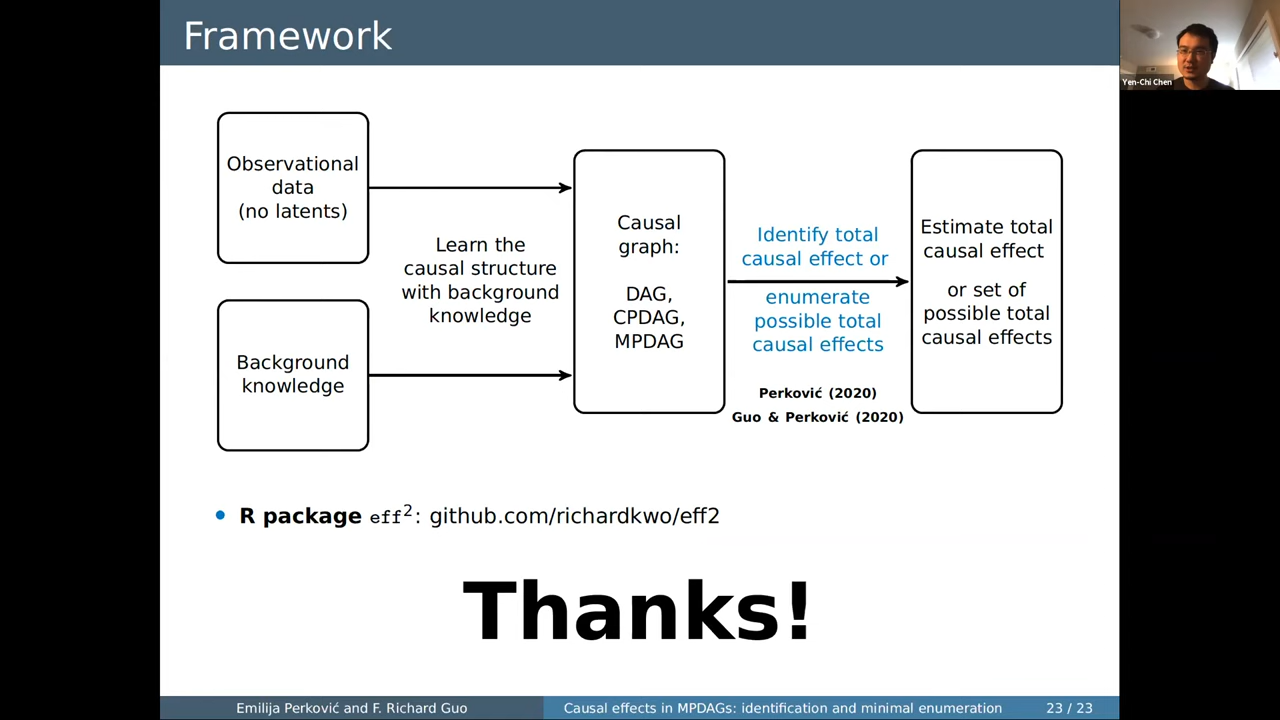 Framework
Yen-Chi Chen
Observational
data
(no latents)
Background
knowledge
Learn the
causal structure
with background
knowledge
Causal
graph:
DAG,
CPDAG,
MPDAG
Identify total
causal effect or
enumerate
possible total
causal effects
Perković (2020)
Guo & Perković (2020)
Estimate total
causal effect
or set of
possible total
causal effects
• R package eff²: github.com/richardkwo/eff2
Thanks!
Emilija Perković and F. Richard Guo
Causal effects in MPDAGs: identification and minimal enumeration
23 / 23